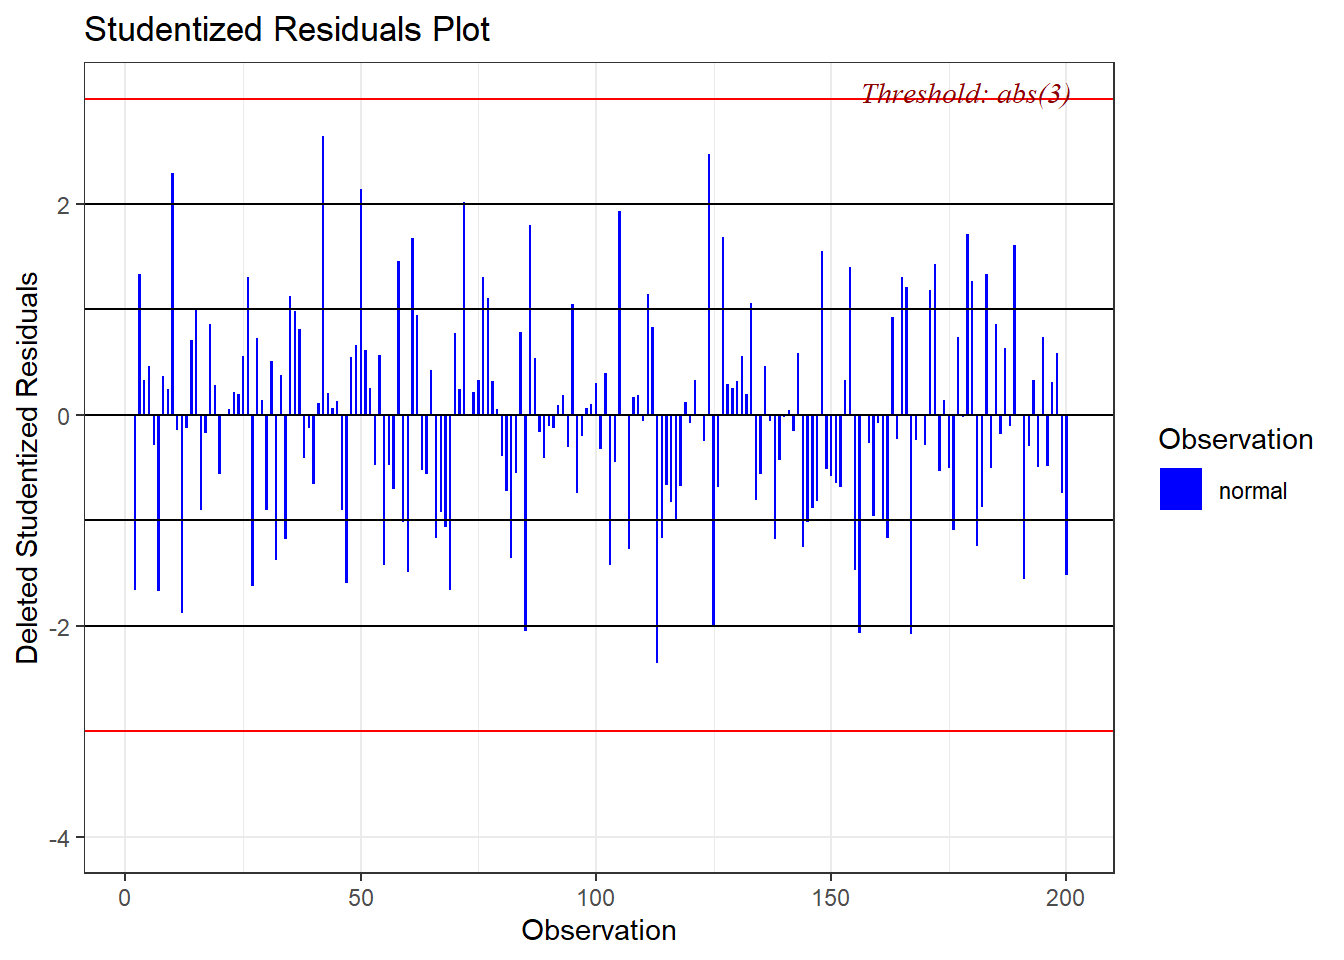 Studentized Residuals Plot
Threshold: abs(3)
Deleted Studentized Residuals
2
0
-2
-4
0
50
100
150
200
Observation
Observation
normal